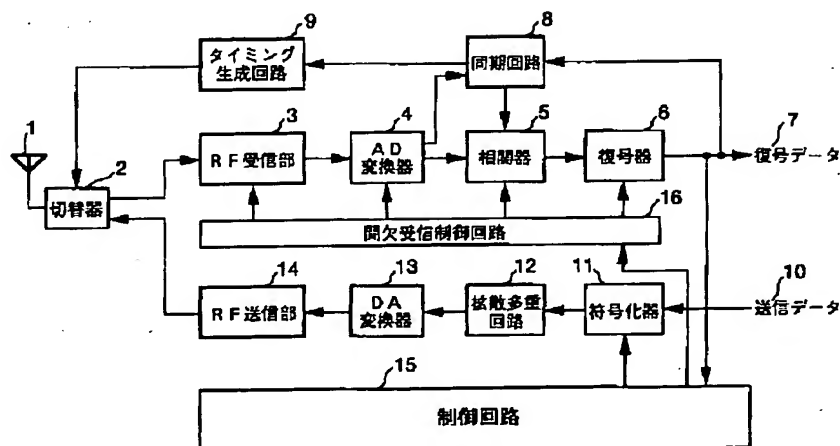 9
タイミング
生成回路
8
同期回路
1
2
切替器
3
RF受信部
4
AD
変換器
5
相関器
6
復号器
7
復号データ
16
間欠受信制御回路
14
RF送信部
13
DA
変換器
12
拡散多重
回路
11
符号化器
10
送信データ
15
制御回路